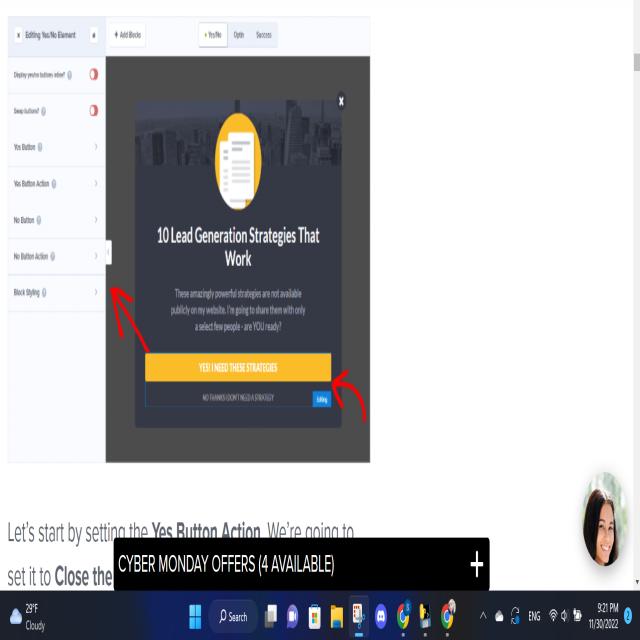 Editing Yes/No Element
+ Add Blocks
Yes/No
Optin
Success
Display yes/no buttons inline?
Swap buttons?
Yes Button
Yes Button Action
No Button
No Button Action
Block Styling
10 Lead Generation Strategies That
Work
These amazingly powerful strategies are not available
publicly on my website. I'm going to share them with only
a select few people - are YOU ready?
YES! I NEED THESE STRATEGIES
NO THANKS I DON'T NEED A STRATEGY
Editing
Let's start by setting the Yes Button Action. We're going to
set it to Close the
CYBER MONDAY OFFERS (4 AVAILABLE)
+
29°F
Cloudy
Search
ENG
9:21 PM
11/30/2022
2